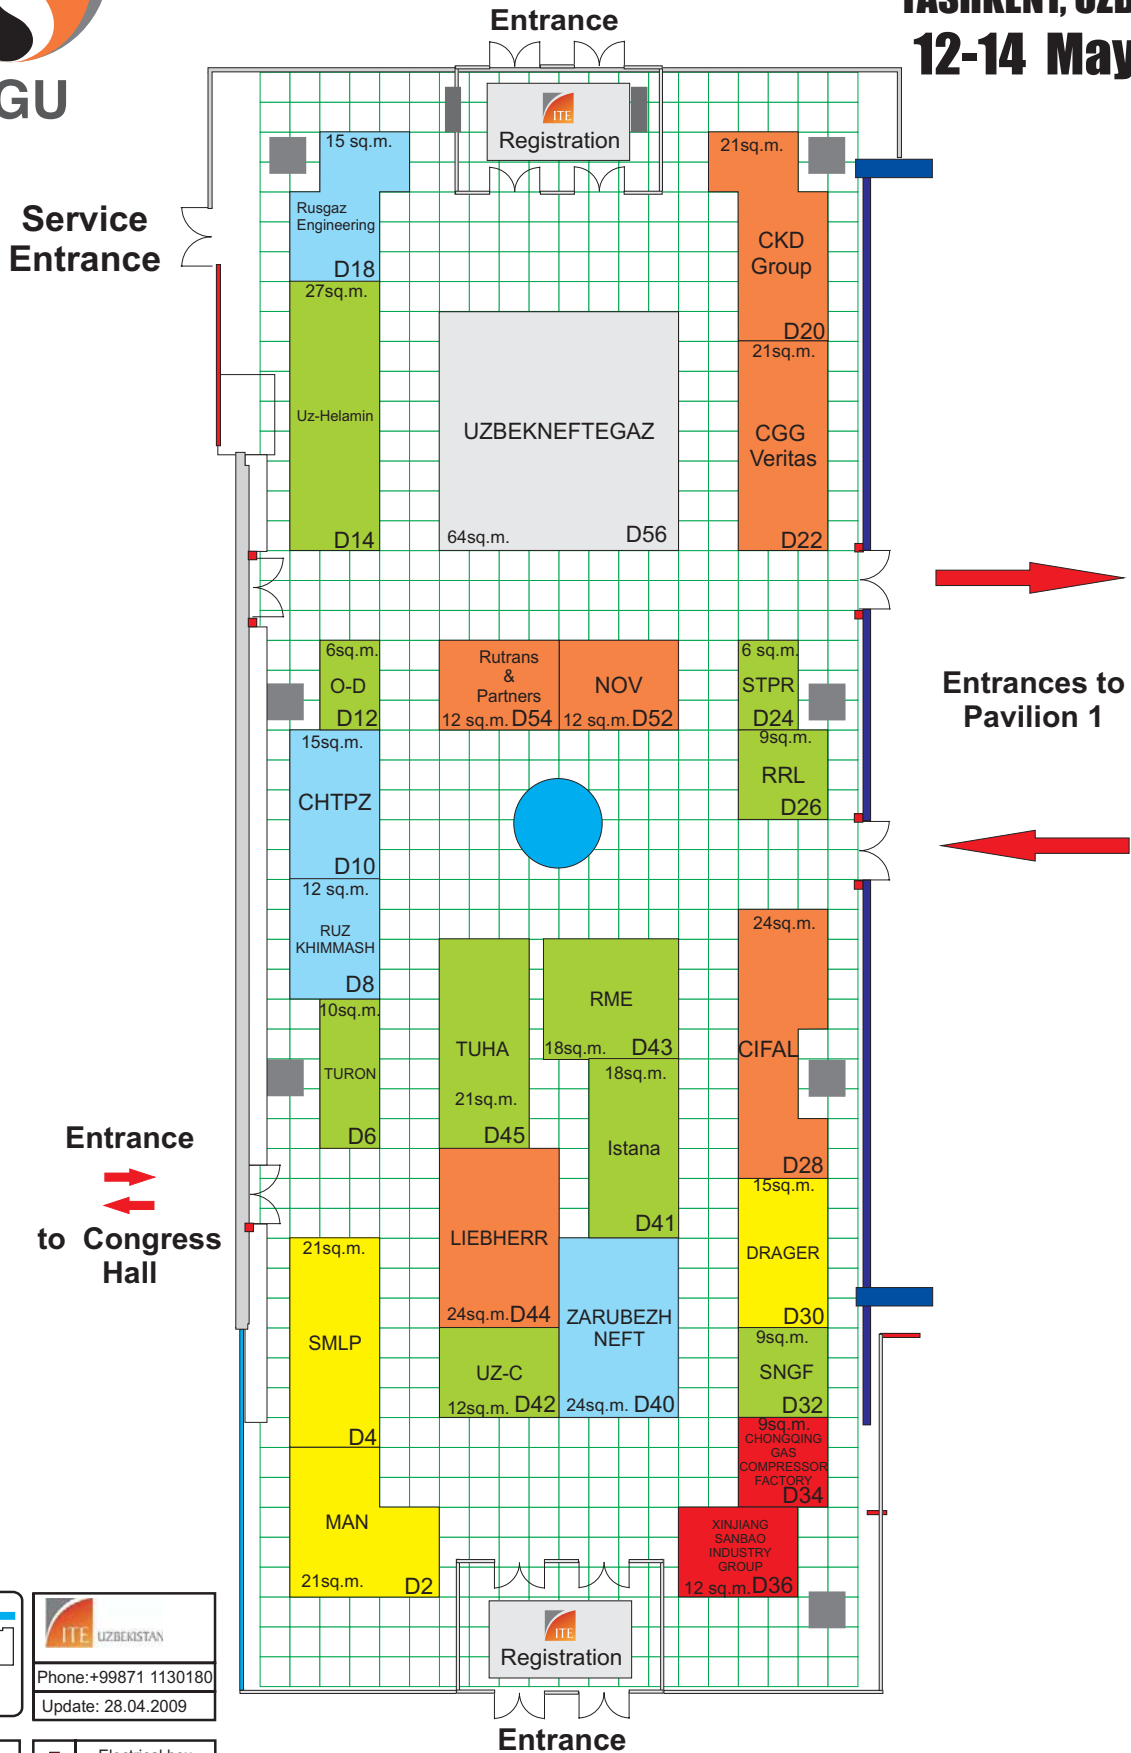 Entrance
TASHKENT, UZB
12-14 May
GU
ITE
Registration
15 sq.m.
Rusgaz
Engineering
D18
21sq.m.
CKD
Group
D20
Service
Entrance
27sq.m.
Uz-Helamin
D14
UZBEKNEFTEGAZ
64sq.m.
D56
21sq.m.
CGG
Veritas
D22
Entrances to
Pavilion 1
6sq.m.
O-D
D12
Rutrans
&
Partners
12 sq.m. D54
NOV
12 sq.m. D52
6 sq.m.
STPR
D24
15sq.m.
CHTPZ
D10
9sq.m.
RRL
D26
12 sq.m.
RUZ
KHIMMASH
D8
10sq.m.
TURON
D6
TUHA
21sq.m.
D45
RME
18sq.m. D43
18sq.m.
Istana
D41
24sq.m.
CIFAL
D28
Entrance
to Congress
Hall
LIEBHERR
24sq.m. D44
15sq.m.
DRAGER
D30
21sq.m.
SMLP
D4
UZ-C
12sq.m. D42
ZARUBEZH
NEFT
24sq.m. D40
9sq.m.
SNGF
D32
9sq.m.
CHONGQING
GAS
COMPRESSOR
FACTORY
D34
MAN
21sq.m.
D2
XINJIANG
SANBAO
INDUSTRY
GROUP
12 sq.m. D36
ITE
Registration
Entrance
ITE UZBEKISTAN
Phone:+99871 1130180
Update: 28.04.2009
Electrical box